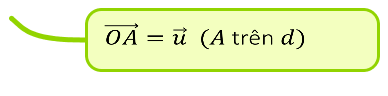 $\overrightarrow{OA} = \vec{u}$ (A trên d)